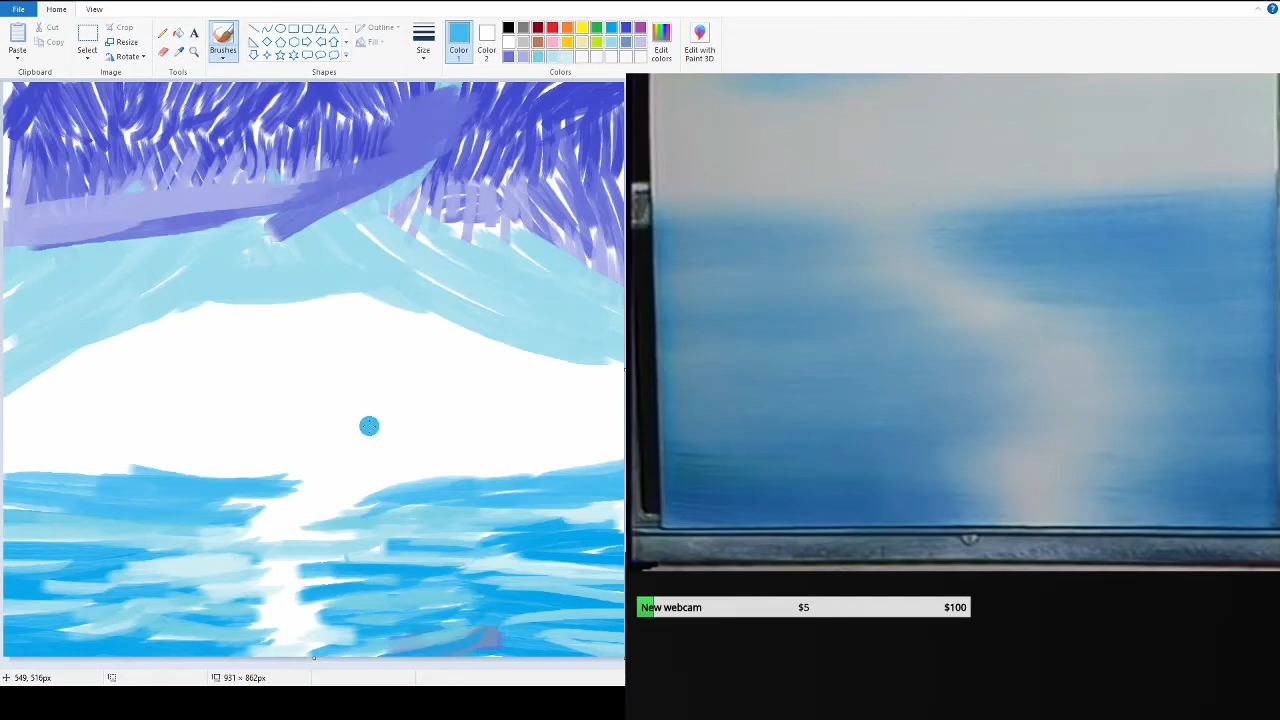 File Home View
Paste Cut Copy Clipboard
Select Crop Resize Rotate Image
A Tools
Brushes
Outline Fill Shapes
Size
Color 1
Color 2
Edit colors
Colors
Edit with Paint 3D
New webcam $5 $100
549, 516px 931 × 862px